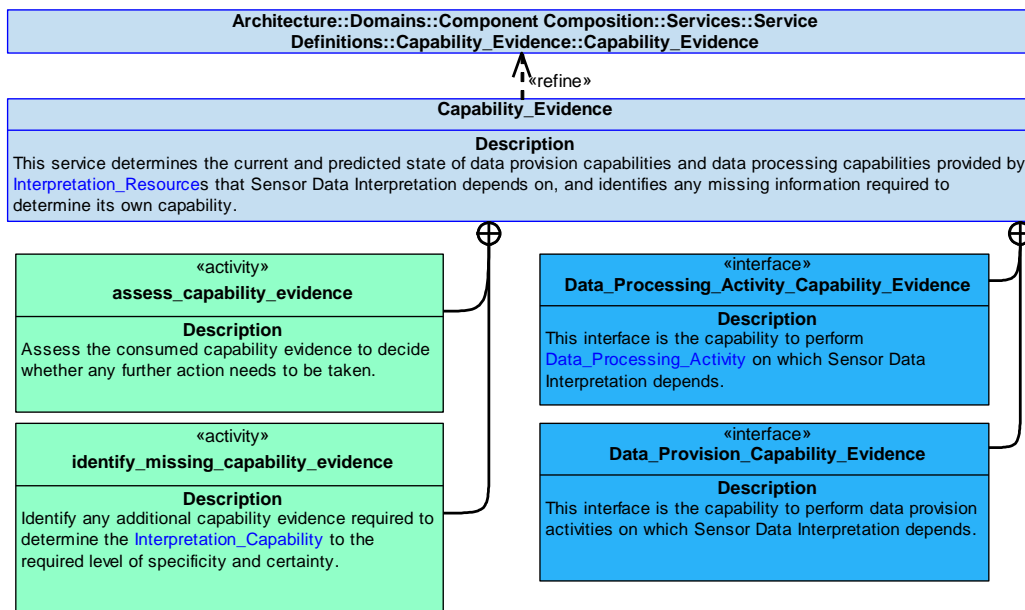 Architecture::Domains::Component Composition::Services::Service
Definitions::Capability_Evidence::Capability_Evidence
«refine»
Capability_Evidence
Description
This service determines the current and predicted state of data provision capabilities and data processing capabilities provided by
Interpretation_Resources that Sensor Data Interpretation depends on, and identifies any missing information required to
determine its own capability.
«activity»
assess_capability_evidence
Description
Assess the consumed capability evidence to decide
whether any further action needs to be taken.
«interface»
Data_Processing_Activity_Capability_Evidence
Description
This interface is the capability to perform
Data_Processing_Activity on which Sensor Data
Interpretation depends.
«activity»
identify_missing_capability_evidence
Description
Identify any additional capability evidence required to
determine the Interpretation_Capability to the
required level of specificity and certainty.
«interface»
Data_Provision_Capability_Evidence
Description
This interface is the capability to perform data provision
activities on which Sensor Data Interpretation depends.